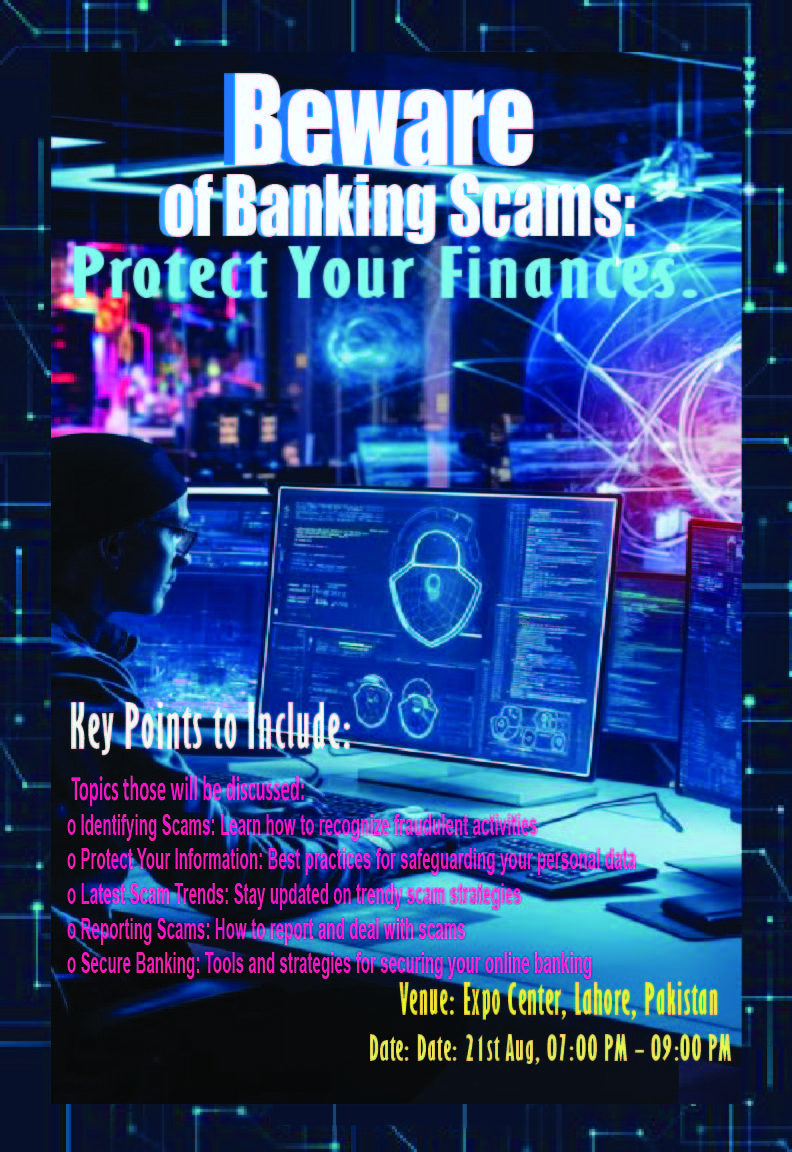 Beware
of Banking Scams:
Protect Your Finances.
Key Points to Include:
Topics those will be discussed:
o Identifying Scams: Learn how to recognize fraudulent activities
o Protect Your Information: Best practices for safeguarding your personal data
o Latest Scam Trends: Stay updated on trendy scam strategies
o Reporting Scams: How to report and deal with scams
o Secure Banking: Tools and strategies for securing your online banking
Venue: Expo Center, Lahore, Pakistan
Date: Date: 21st Aug, 07:00 PM – 09:00 PM